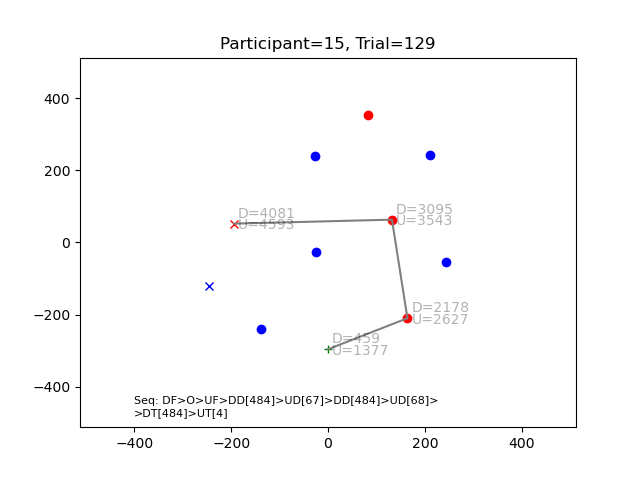 Participant=15, Trial=129
400
200
0
−200
−400
−400
−200
0
200
400
D=4081
U=4593
D=3095
U=3543
D=2178
U=2627
D=459
U=1377
Seq: DF>O>UF>DD[484]>UD[67]>DD[484]>UD[68]>
>DT[484]>UT[4]